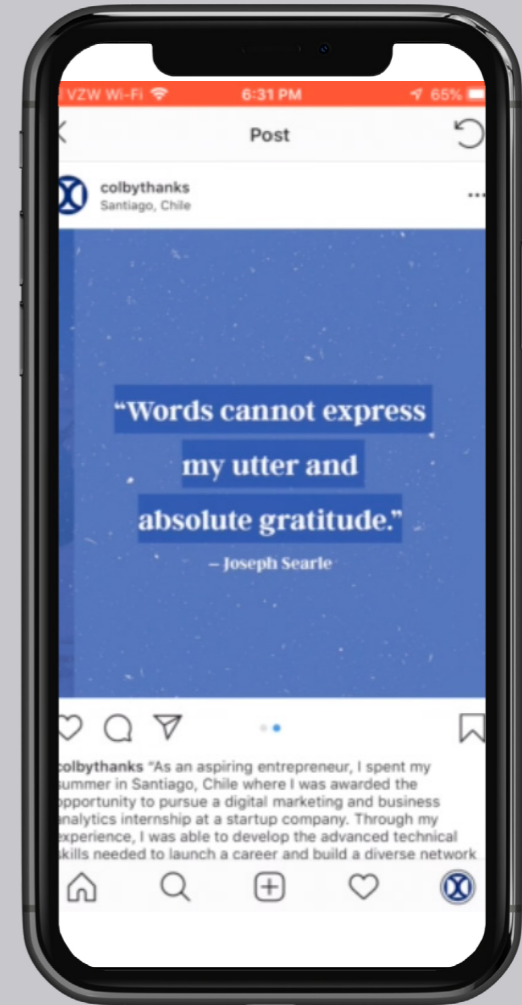 VZW Wi-Fi 6:31 PM 65%
Post
colbythanks
Santiago, Chile
“Words cannot express
my utter and
absolute gratitude.”
– Joseph Searle
colbythanks "As an aspiring entrepreneur, I spent my
summer in Santiago, Chile where I was awarded the
opportunity to pursue a digital marketing and business
analytics internship at a startup company. Through my
experience, I was able to develop the advanced technical
skills needed to launch a career and build a diverse network